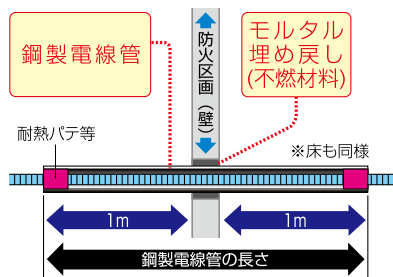 鋼製電線管
防火区画(壁)
モルタル
埋め戻し
(不燃材料)
耐熱パテ等
※床も同様
1m
1m
鋼製電線管の長さ